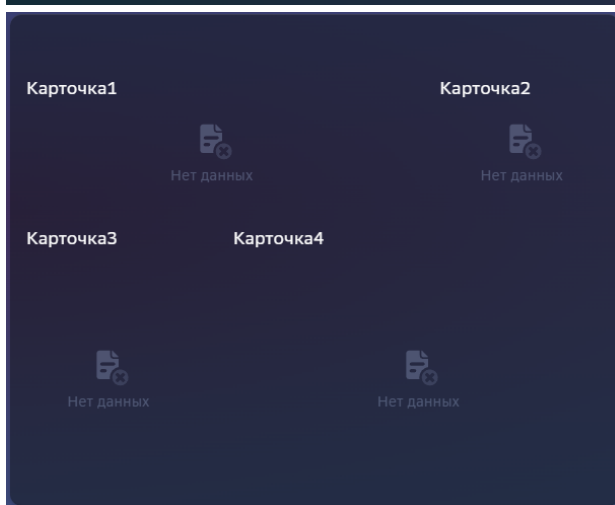 Карточка1
Карточка2
Нет данных
Нет данных
Карточка3
Карточка4
Нет данных
Нет данных